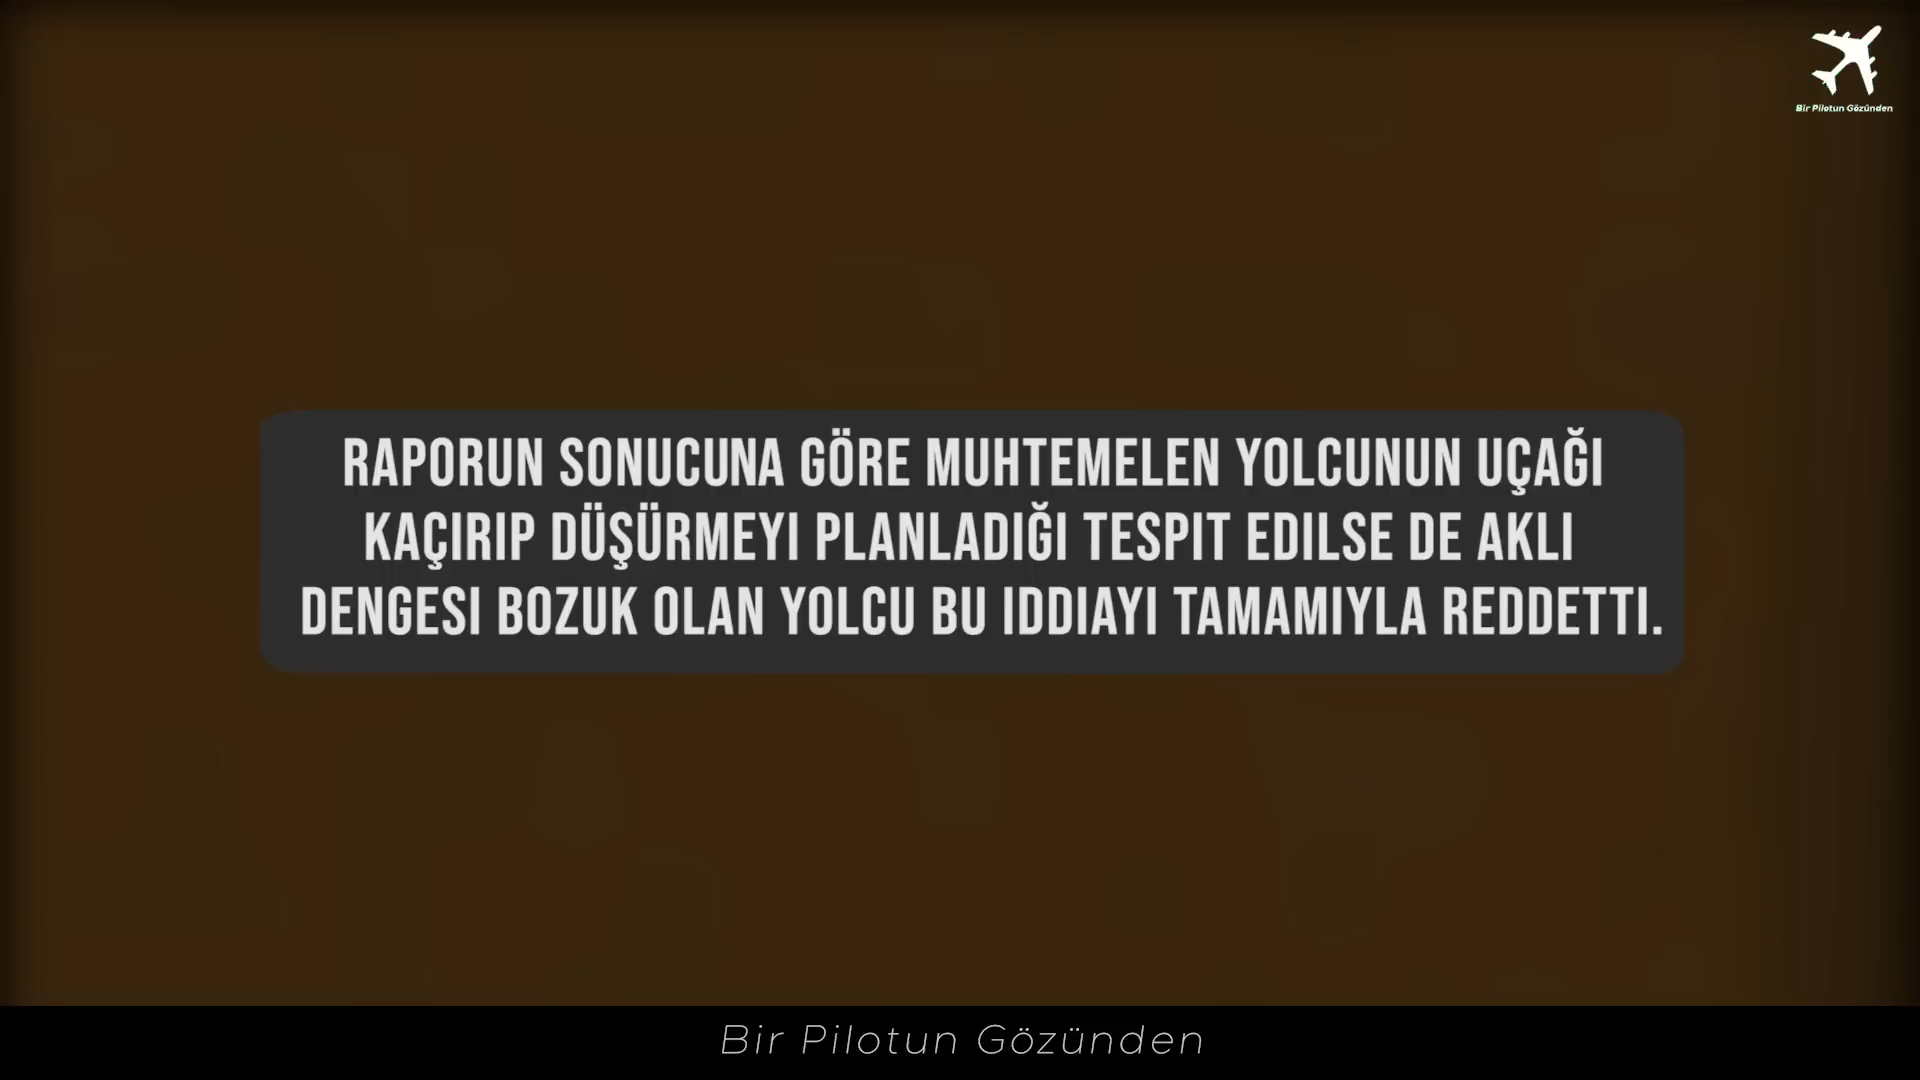 Bir Pilotun Gözünden
RAPORUN SONUCUNA GÖRE MUHTEMELEN YOLCUNUN UÇAĞI
KAÇIRIP DÜŞÜRMEYI PLANLADIĞI TESPIT EDILSE DE AKLI
DENGESI BOZUK OLAN YOLCU BU IDDIAYI TAMAMIYLA REDDETTI.
Bir Pilotun Gözünden